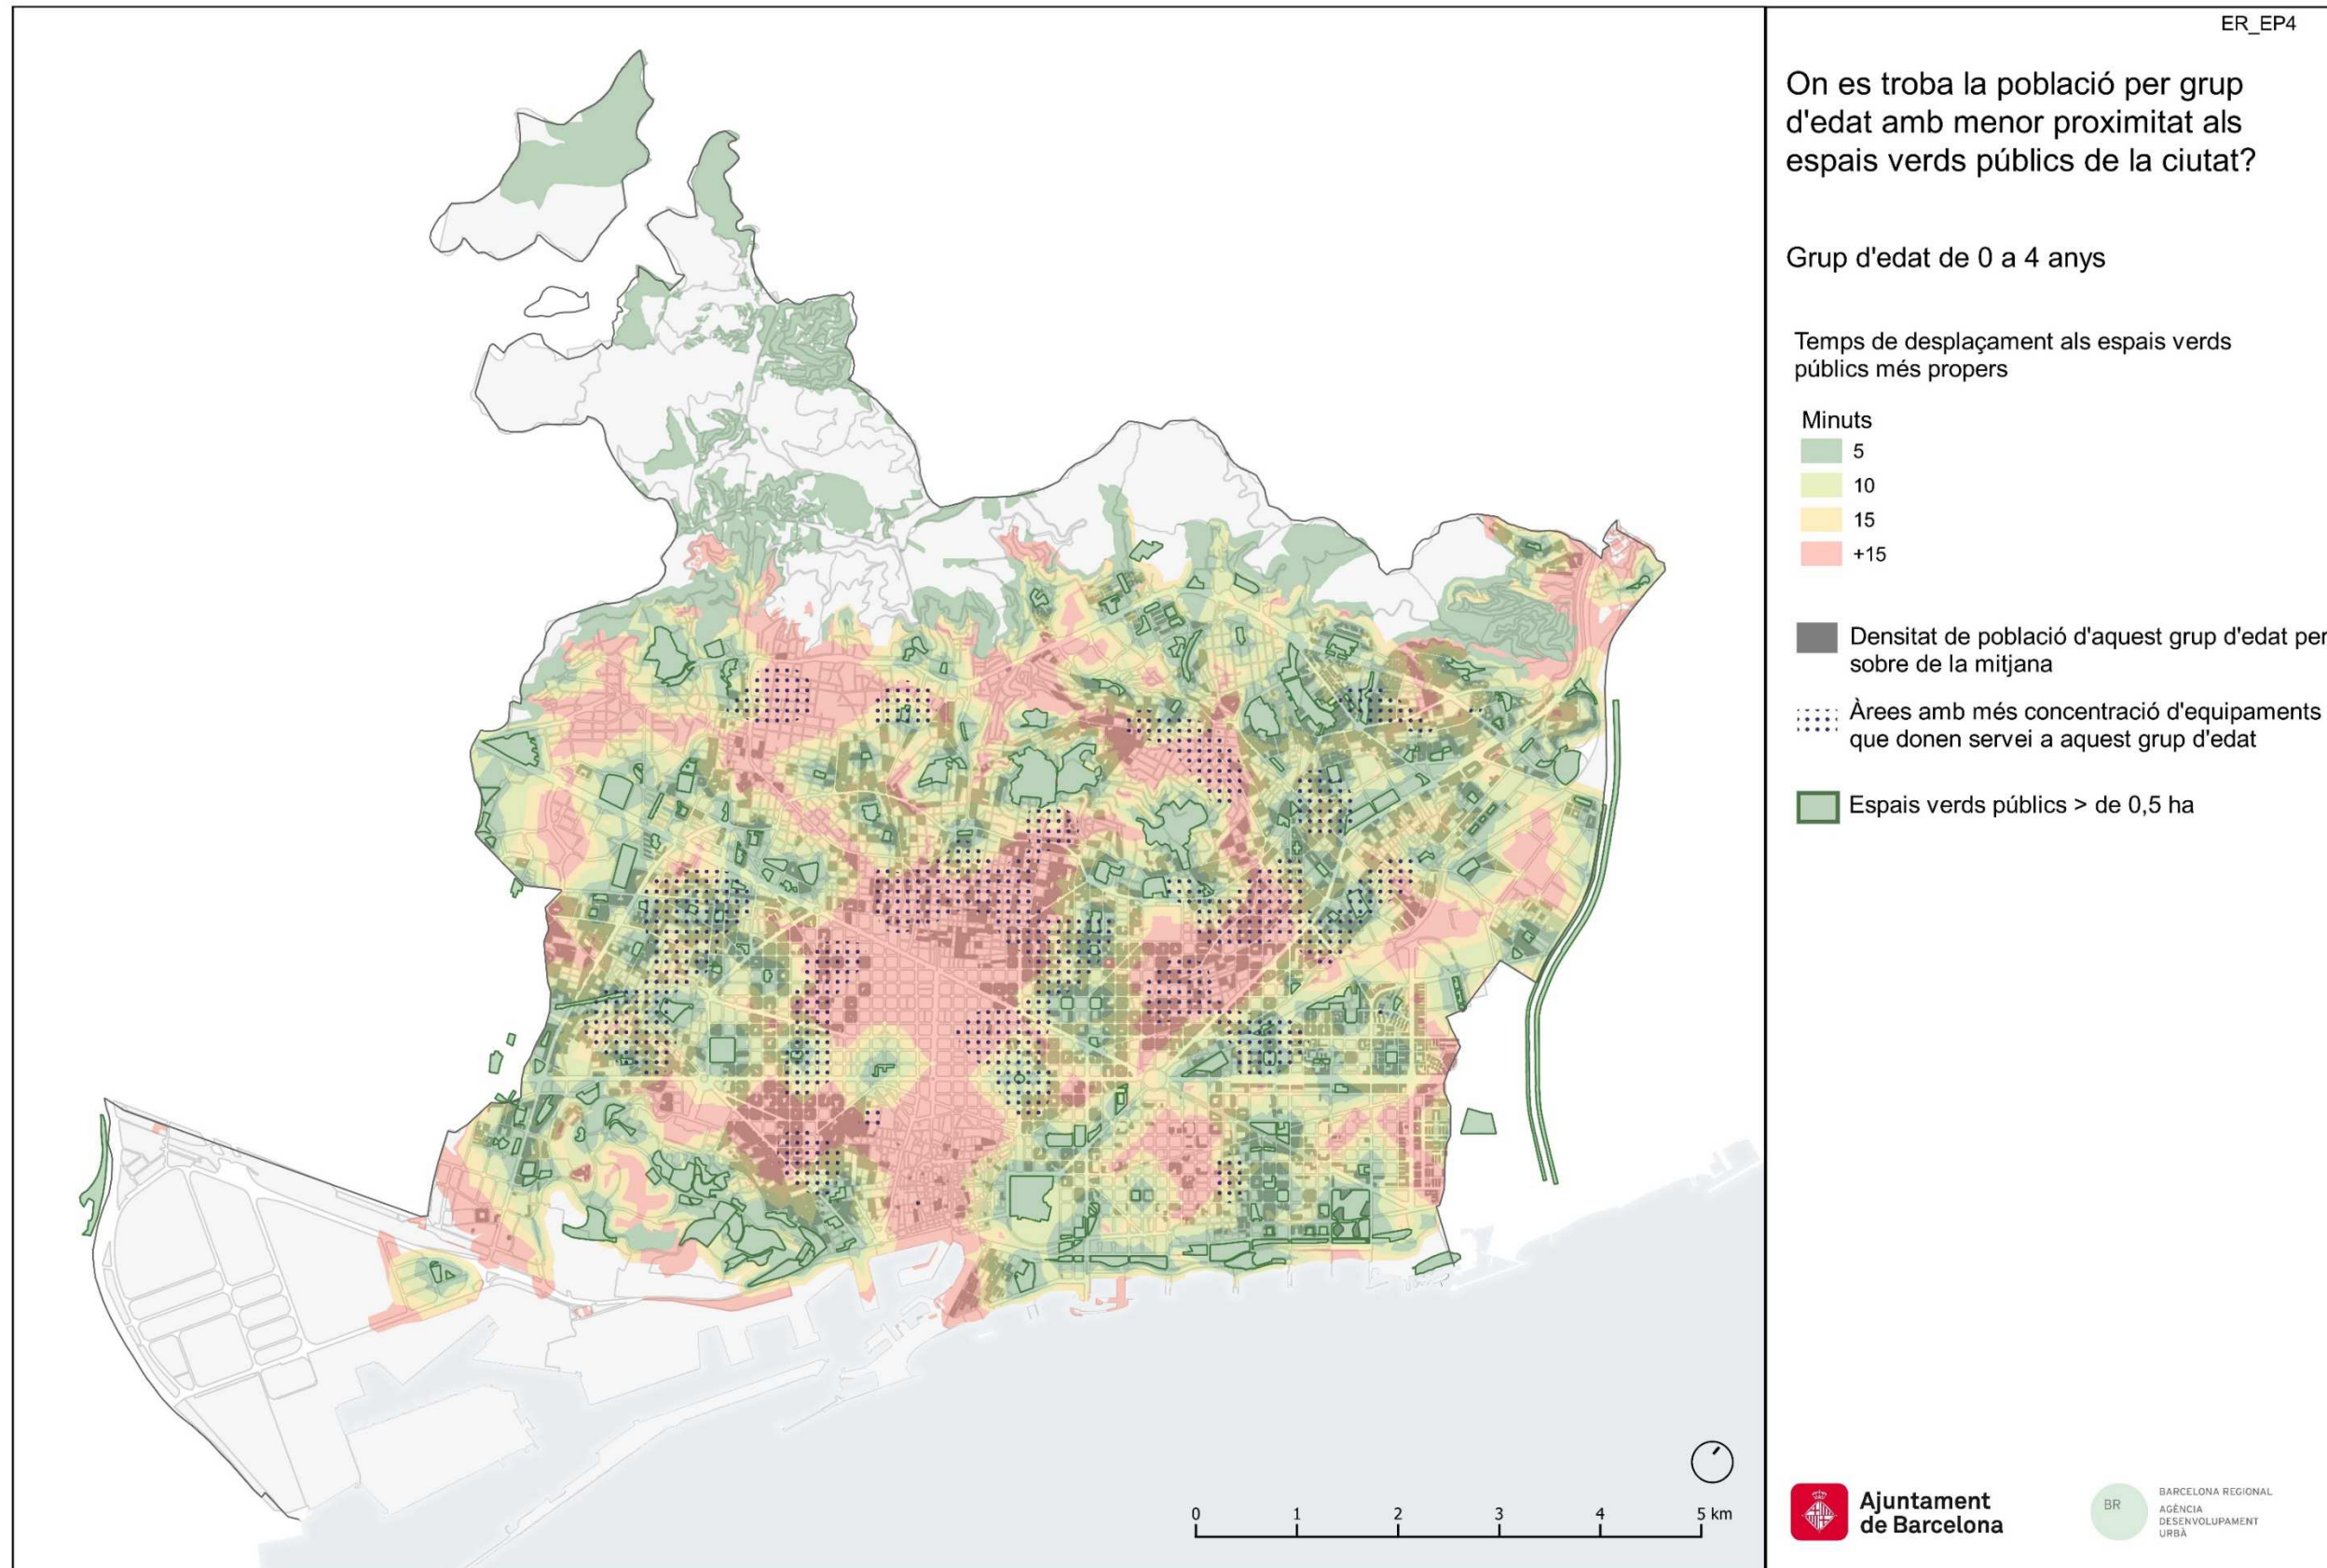 ER_EP4
On es troba la població per grup
d'edat amb menor proximitat als
espais verds públics de la ciutat?
Grup d'edat de 0 a 4 anys
Temps de desplaçament als espais verds
públics més propers
Minuts
5
10
15
+15
Densitat de població d'aquest grup d'edat per
sobre de la mitjana
Àrees amb més concentració d'equipaments
que donen servei a aquest grup d'edat
Espais verds públics > de 0,5 ha
0 1 2 3 4 5 km
Ajuntament
de Barcelona
BR
BARCELONA REGIONAL
AGÈNCIA
DESENVOLUPAMENT
URBÀ